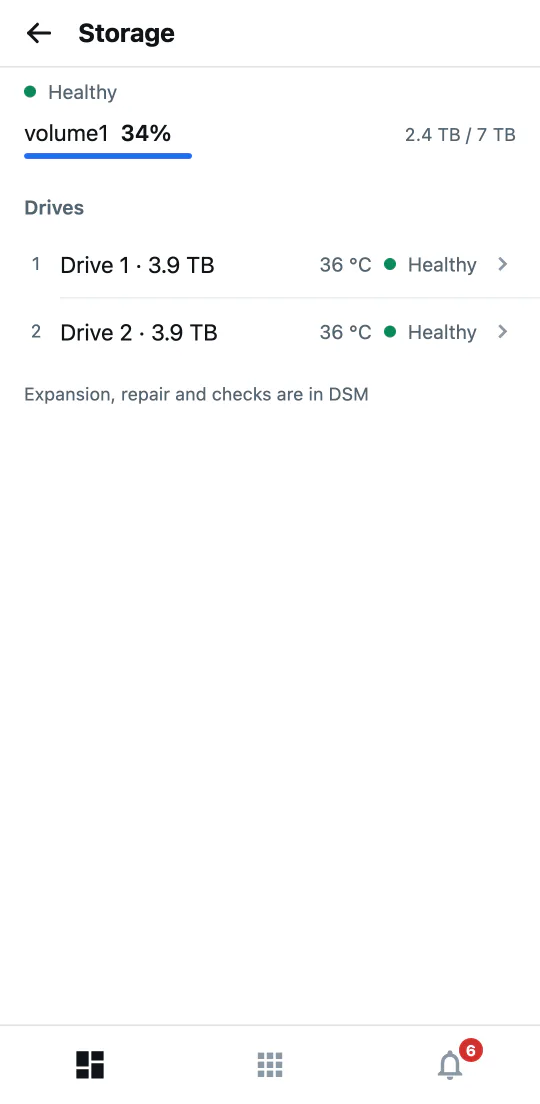 Storage
Healthy
volume1 34% 2.4 TB / 7 TB
Drives
1 Drive 1 · 3.9 TB 36 °C Healthy
2 Drive 2 · 3.9 TB 36 °C Healthy
Expansion, repair and checks are in DSM
6